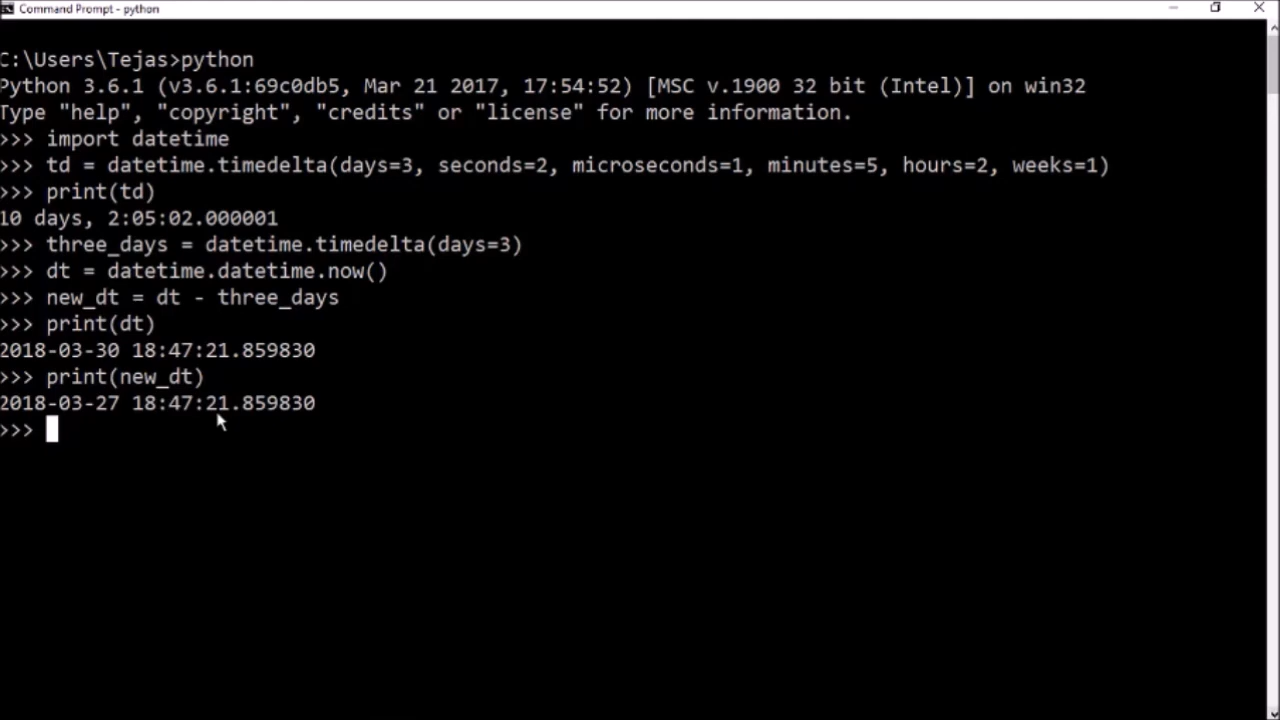 Command Prompt - python
C:\Users\Tejas>python
Python 3.6.1 (v3.6.1:69c0db5, Mar 21 2017, 17:54:52) [MSC v.1900 32 bit (Intel)] on win32
Type "help", "copyright", "credits" or "license" for more information.
>>> import datetime
>>> td = datetime.timedelta(days=3, seconds=2, microseconds=1, minutes=5, hours=2, weeks=1)
>>> print(td)
10 days, 2:05:02.000001
>>> three_days = datetime.timedelta(days=3)
>>> dt = datetime.datetime.now()
>>> new_dt = dt - three_days
>>> print(dt)
2018-03-30 18:47:21.859830
>>> print(new_dt)
2018-03-27 18:47:21.859830
>>>